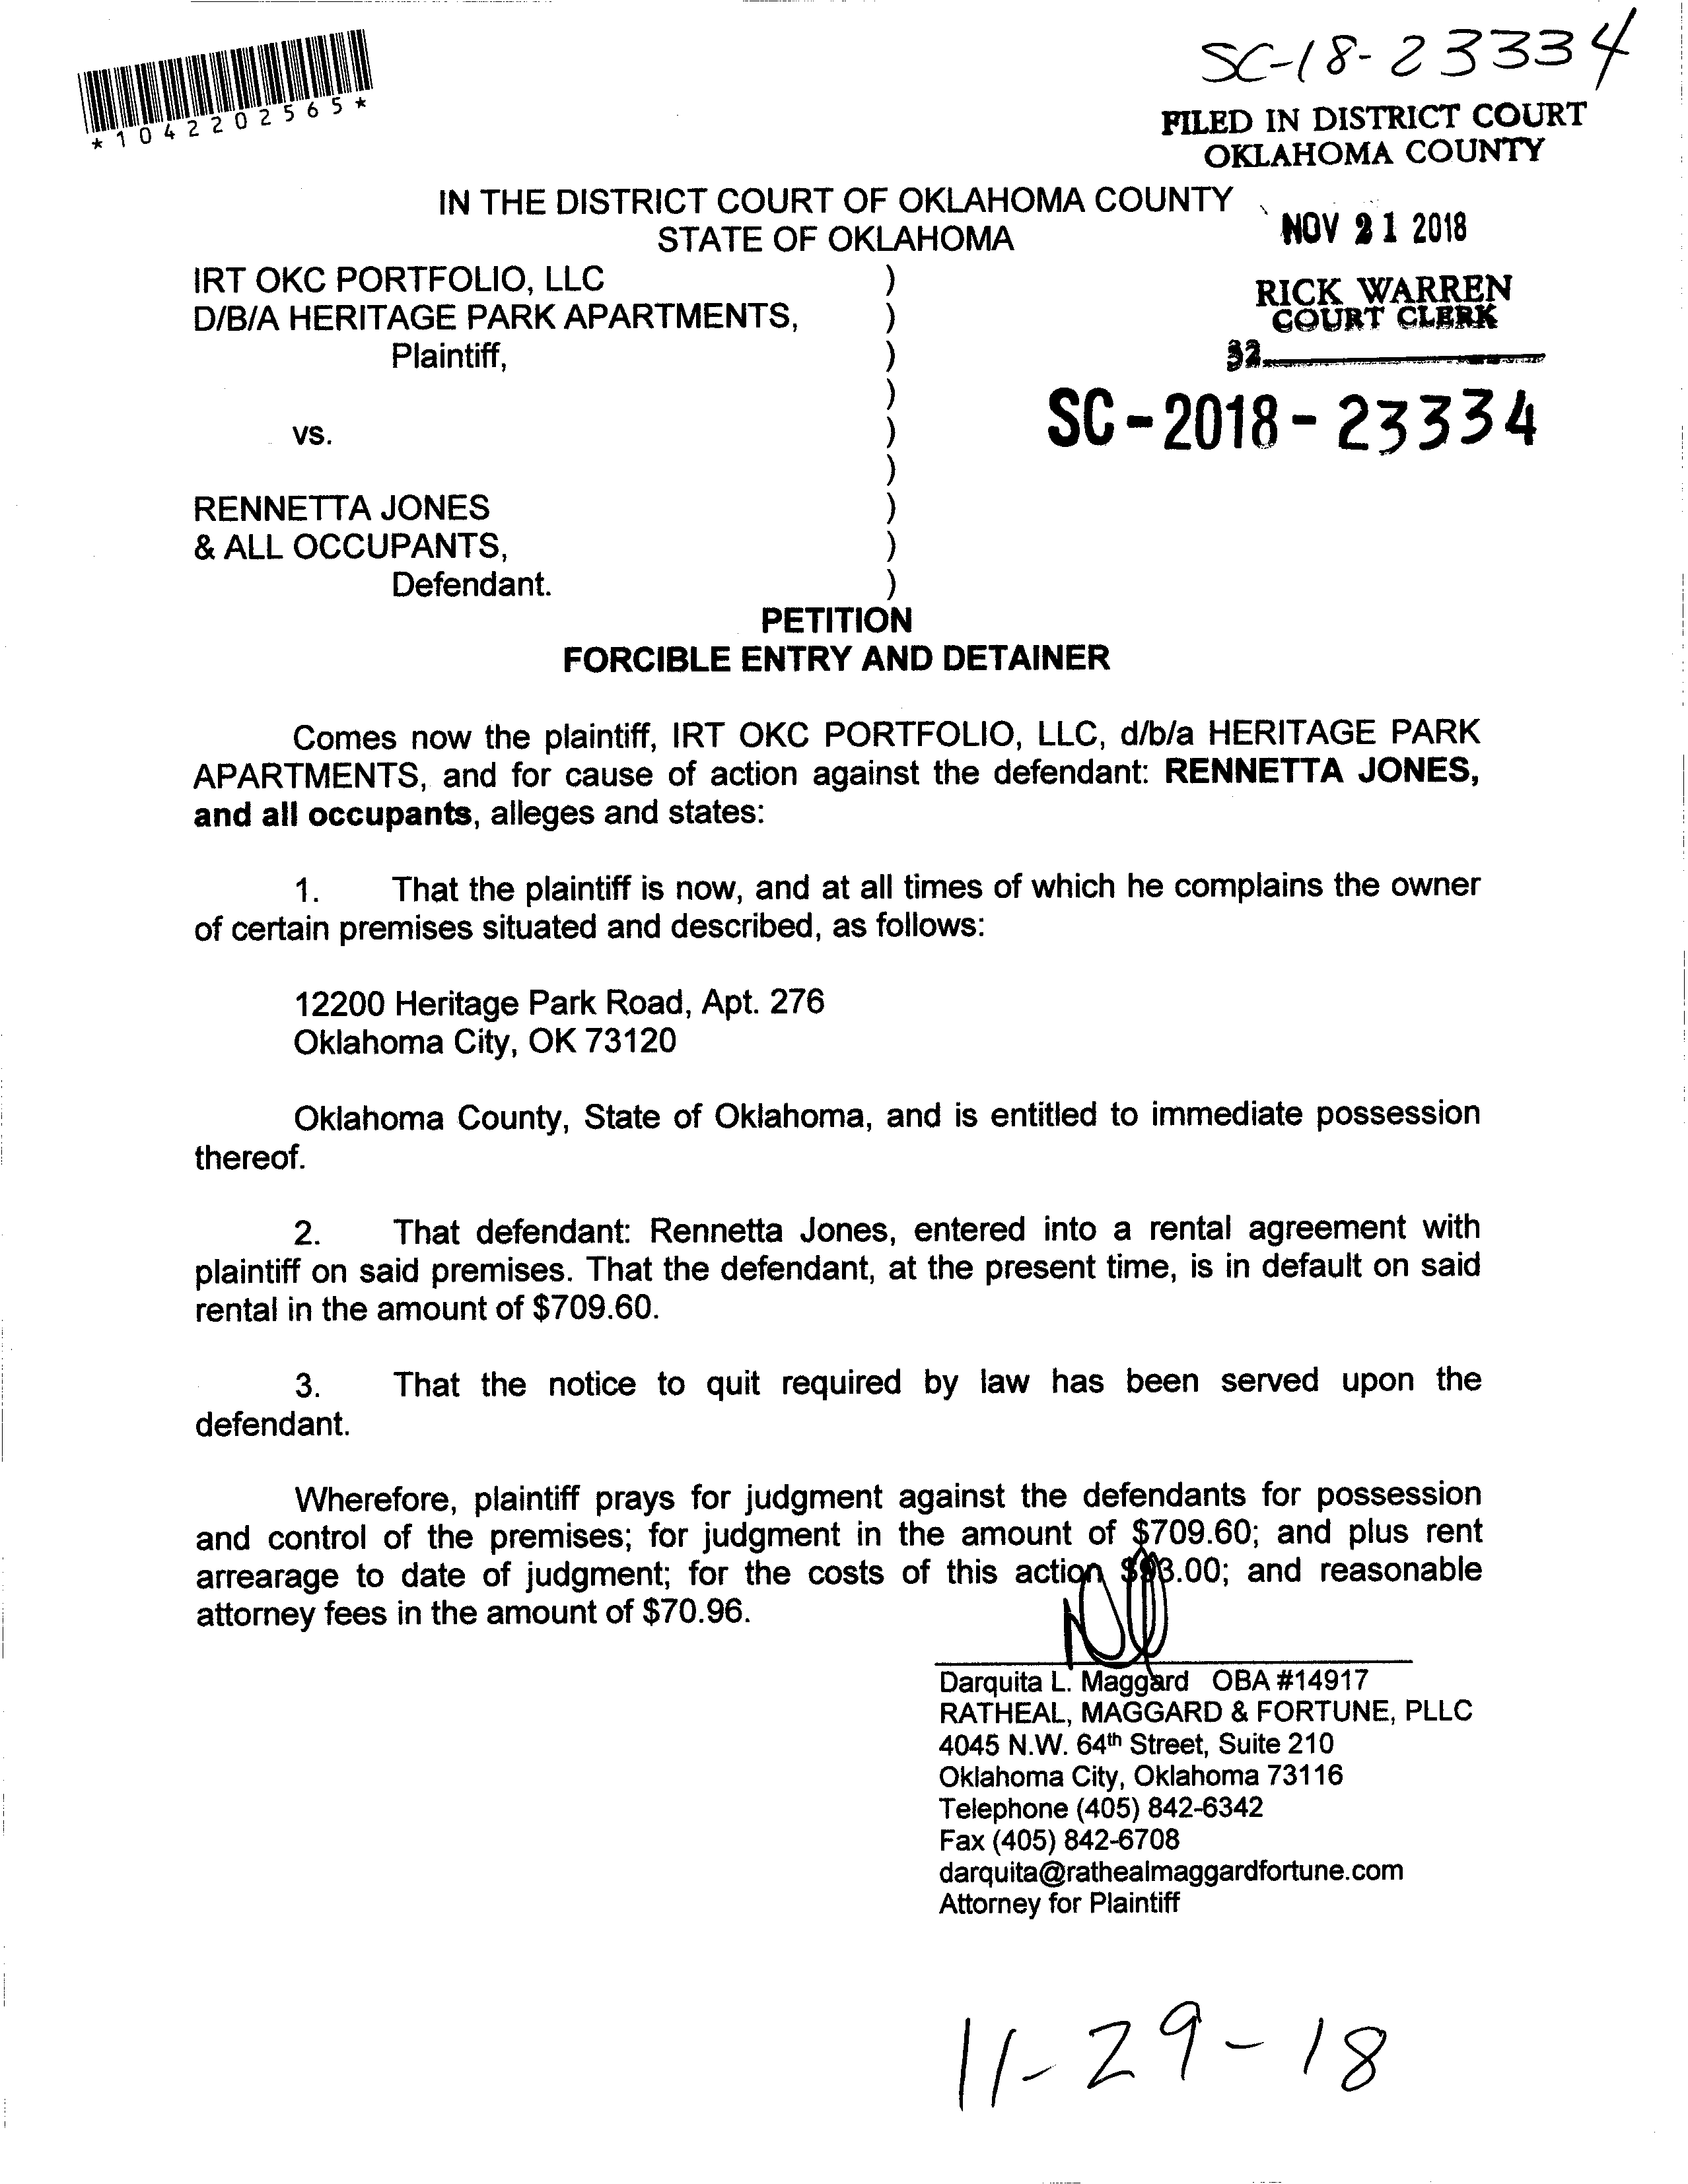 *1042202565*
SC-18-23334
FILED IN DISTRICT COURT
OKLAHOMA COUNTY
IN THE DISTRICT COURT OF OKLAHOMA COUNTY
STATE OF OKLAHOMA
NOV 21 2018
IRT OKC PORTFOLIO, LLC )
D/B/A HERITAGE PARK APARTMENTS, )
Plaintiff, )
)
vs. )
)
RENNETTA JONES )
& ALL OCCUPANTS, )
Defendant. )
RICK WARREN
COURT CLERK
32
SC-2018-23334
PETITION
FORCIBLE ENTRY AND DETAINER
Comes now the plaintiff, IRT OKC PORTFOLIO, LLC, d/b/a HERITAGE PARK
APARTMENTS, and for cause of action against the defendant: RENNETTA JONES,
and all occupants, alleges and states:
1. That the plaintiff is now, and at all times of which he complains the owner
of certain premises situated and described, as follows:
12200 Heritage Park Road, Apt. 276
Oklahoma City, OK 73120
Oklahoma County, State of Oklahoma, and is entitled to immediate possession
thereof.
2. That defendant: Rennetta Jones, entered into a rental agreement with
plaintiff on said premises. That the defendant, at the present time, is in default on said
rental in the amount of $709.60.
3. That the notice to quit required by law has been served upon the
defendant.
Wherefore, plaintiff prays for judgment against the defendants for possession
and control of the premises; for judgment in the amount of $709.60; and plus rent
arrearage to date of judgment; for the costs of this action and reasonable
attorney fees in the amount of $70.96.
Darquita L. Maggard OBA #14917
RATHEAL, MAGGARD & FORTUNE, PLLC
4045 N.W. 64th Street, Suite 210
Oklahoma City, Oklahoma 73116
Telephone (405) 842-6342
Fax (405) 842-6708
darquita@rathealmaggardfortune.com
Attorney for Plaintiff
11-29-18